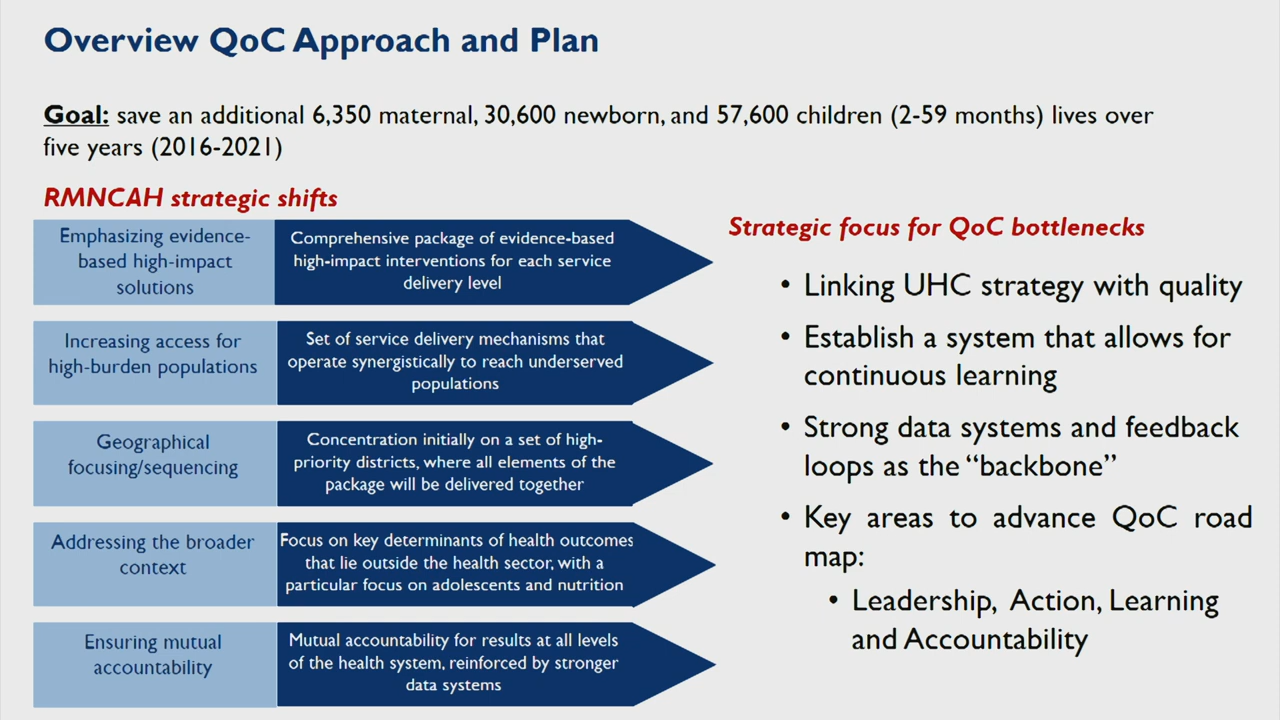 Overview QoC Approach and Plan
Goal: save an additional 6,350 maternal, 30,600 newborn, and 57,600 children (2-59 months) lives over
five years (2016-2021)
RMNCAH strategic shifts
Emphasizing evidence-
based high-impact
solutions
Comprehensive package of evidence-based
high-impact interventions for each service
delivery level
Increasing access for
high-burden populations
Set of service delivery mechanisms that
operate synergistically to reach underserved
populations
Geographical
focusing/sequencing
Concentration initially on a set of high-
priority districts, where all elements of the
package will be delivered together
Addressing the broader
context
Focus on key determinants of health outcomes
that lie outside the health sector, with a
particular focus on adolescents and nutrition
Ensuring mutual
accountability
Mutual accountability for results at all levels
of the health system, reinforced by stronger
data systems
Strategic focus for QoC bottlenecks
• Linking UHC strategy with quality
• Establish a system that allows for
continuous learning
• Strong data systems and feedback
loops as the “backbone”
• Key areas to advance QoC road
map:
• Leadership, Action, Learning
and Accountability